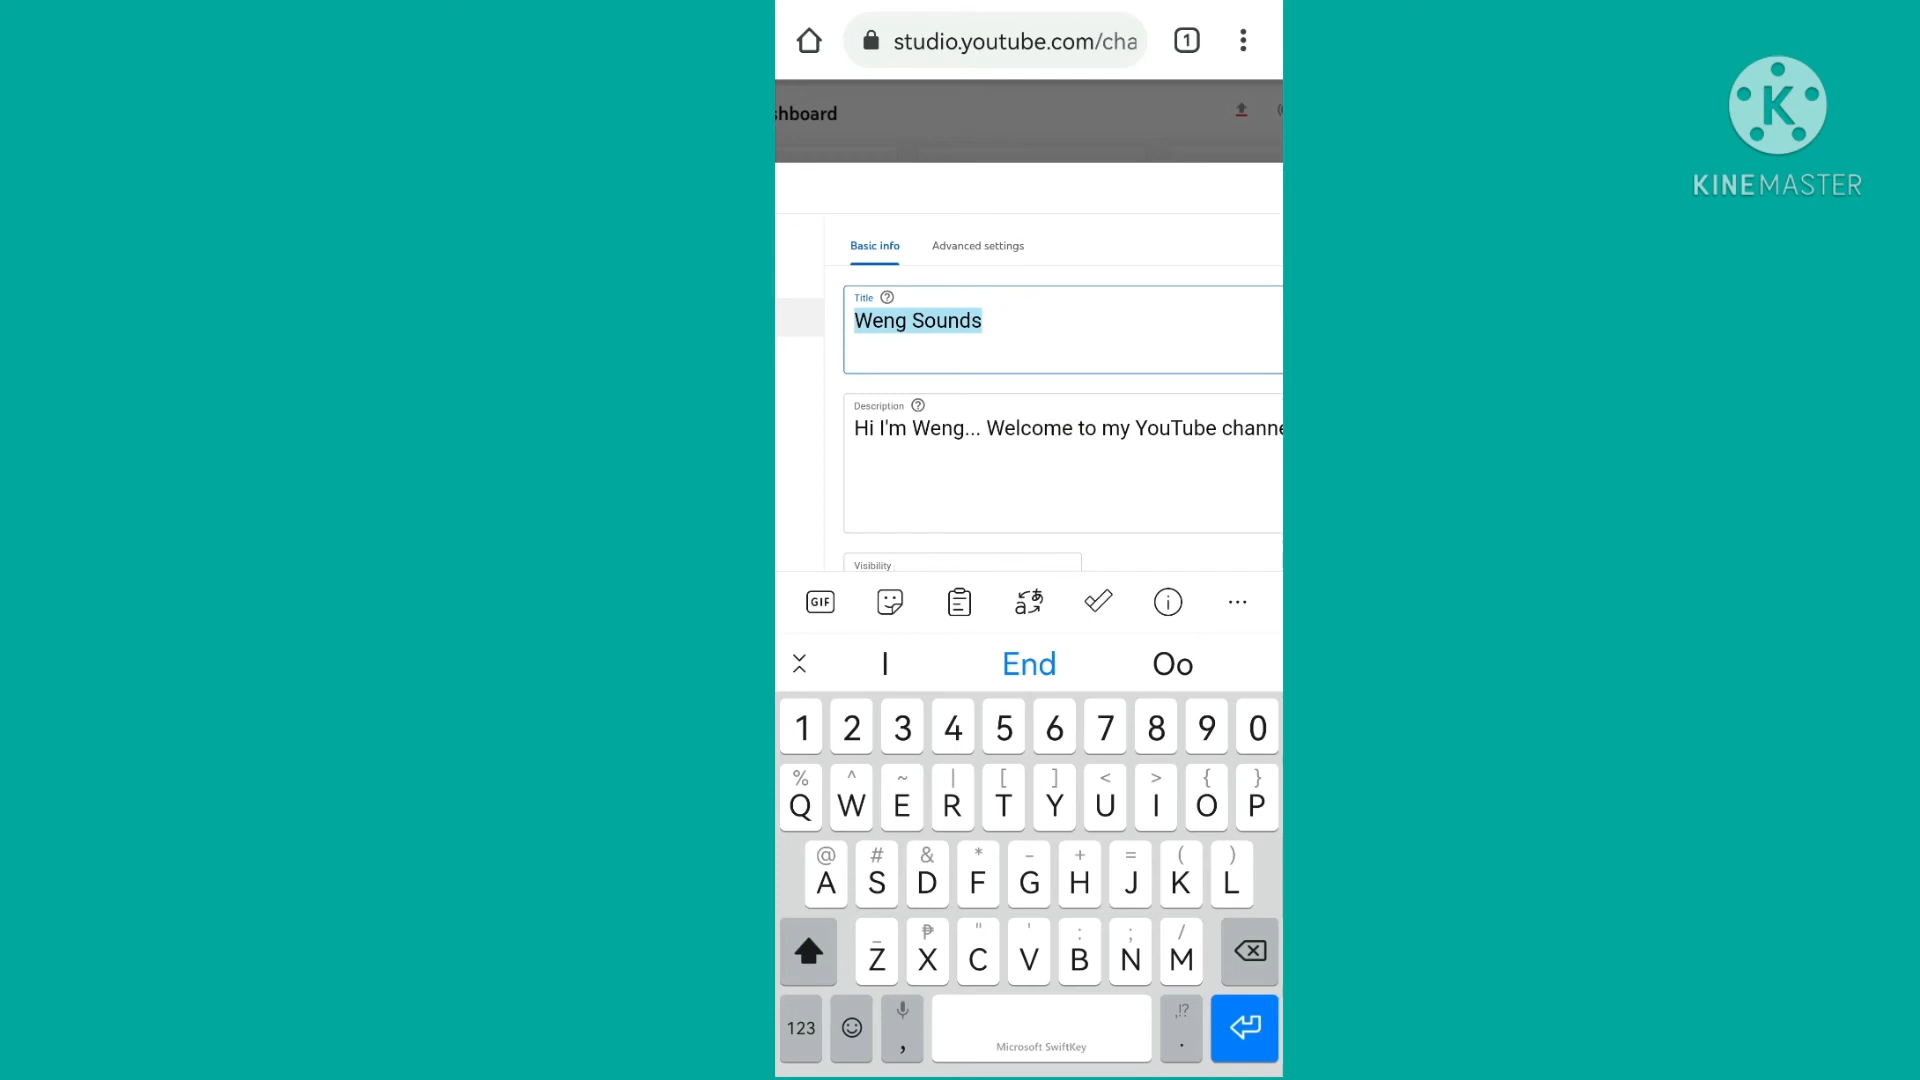 studio.youtube.com/cha
1
shboard
KINEMASTER
K
Basic info Advanced settings
Title ?
Weng Sounds
Description ?
Hi I'm Weng... Welcome to my YouTube channe
Visibility
GIF
I End Oo
1 2 3 4 5 6 7 8 9 0
% ^ ~ | [ ] < > { }
Q W E R T Y U I O P
@ # & * - + = ( )
A S D F G H J K L
_ ₱ " ' : ; /
Z X C V B N M
,!?
123 , Microsoft SwiftKey .